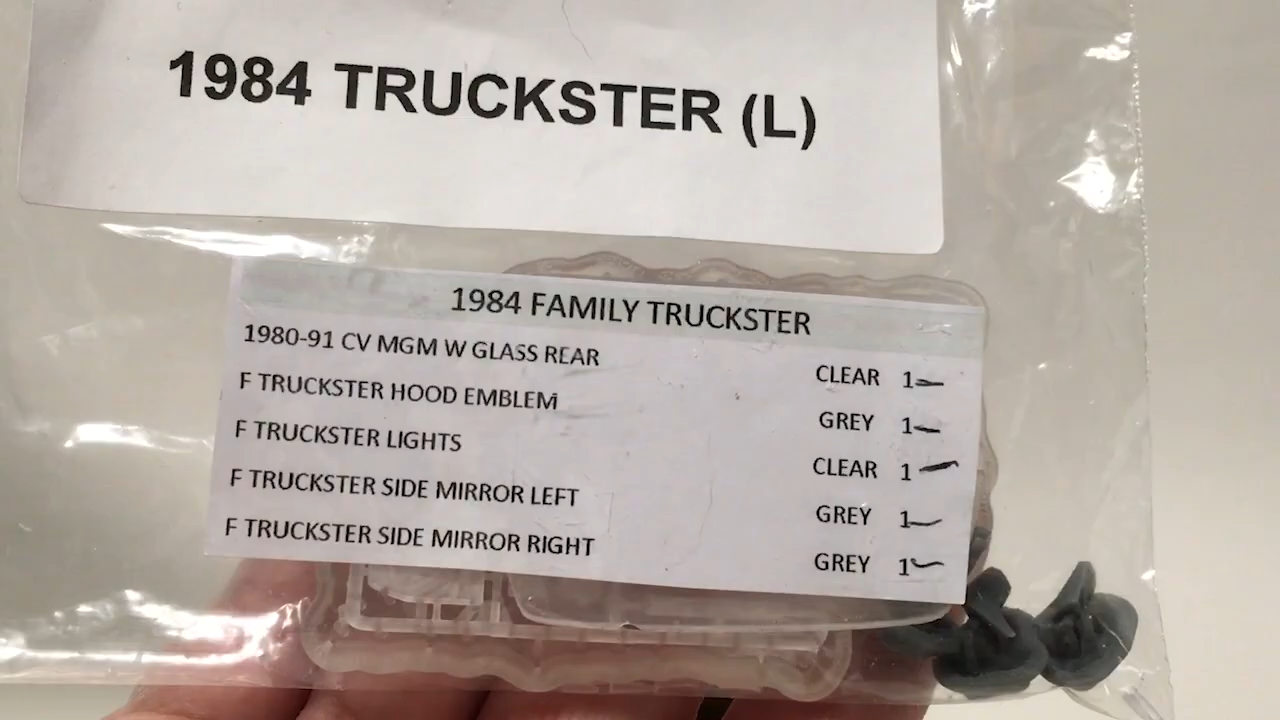 1984 TRUCKSTER (L)
1984 FAMILY TRUCKSTER
1980-91 CV MGM W GLASS REAR CLEAR 1
F TRUCKSTER HOOD EMBLEM GREY 1
F TRUCKSTER LIGHTS CLEAR 1
F TRUCKSTER SIDE MIRROR LEFT GREY 1
F TRUCKSTER SIDE MIRROR RIGHT GREY 1